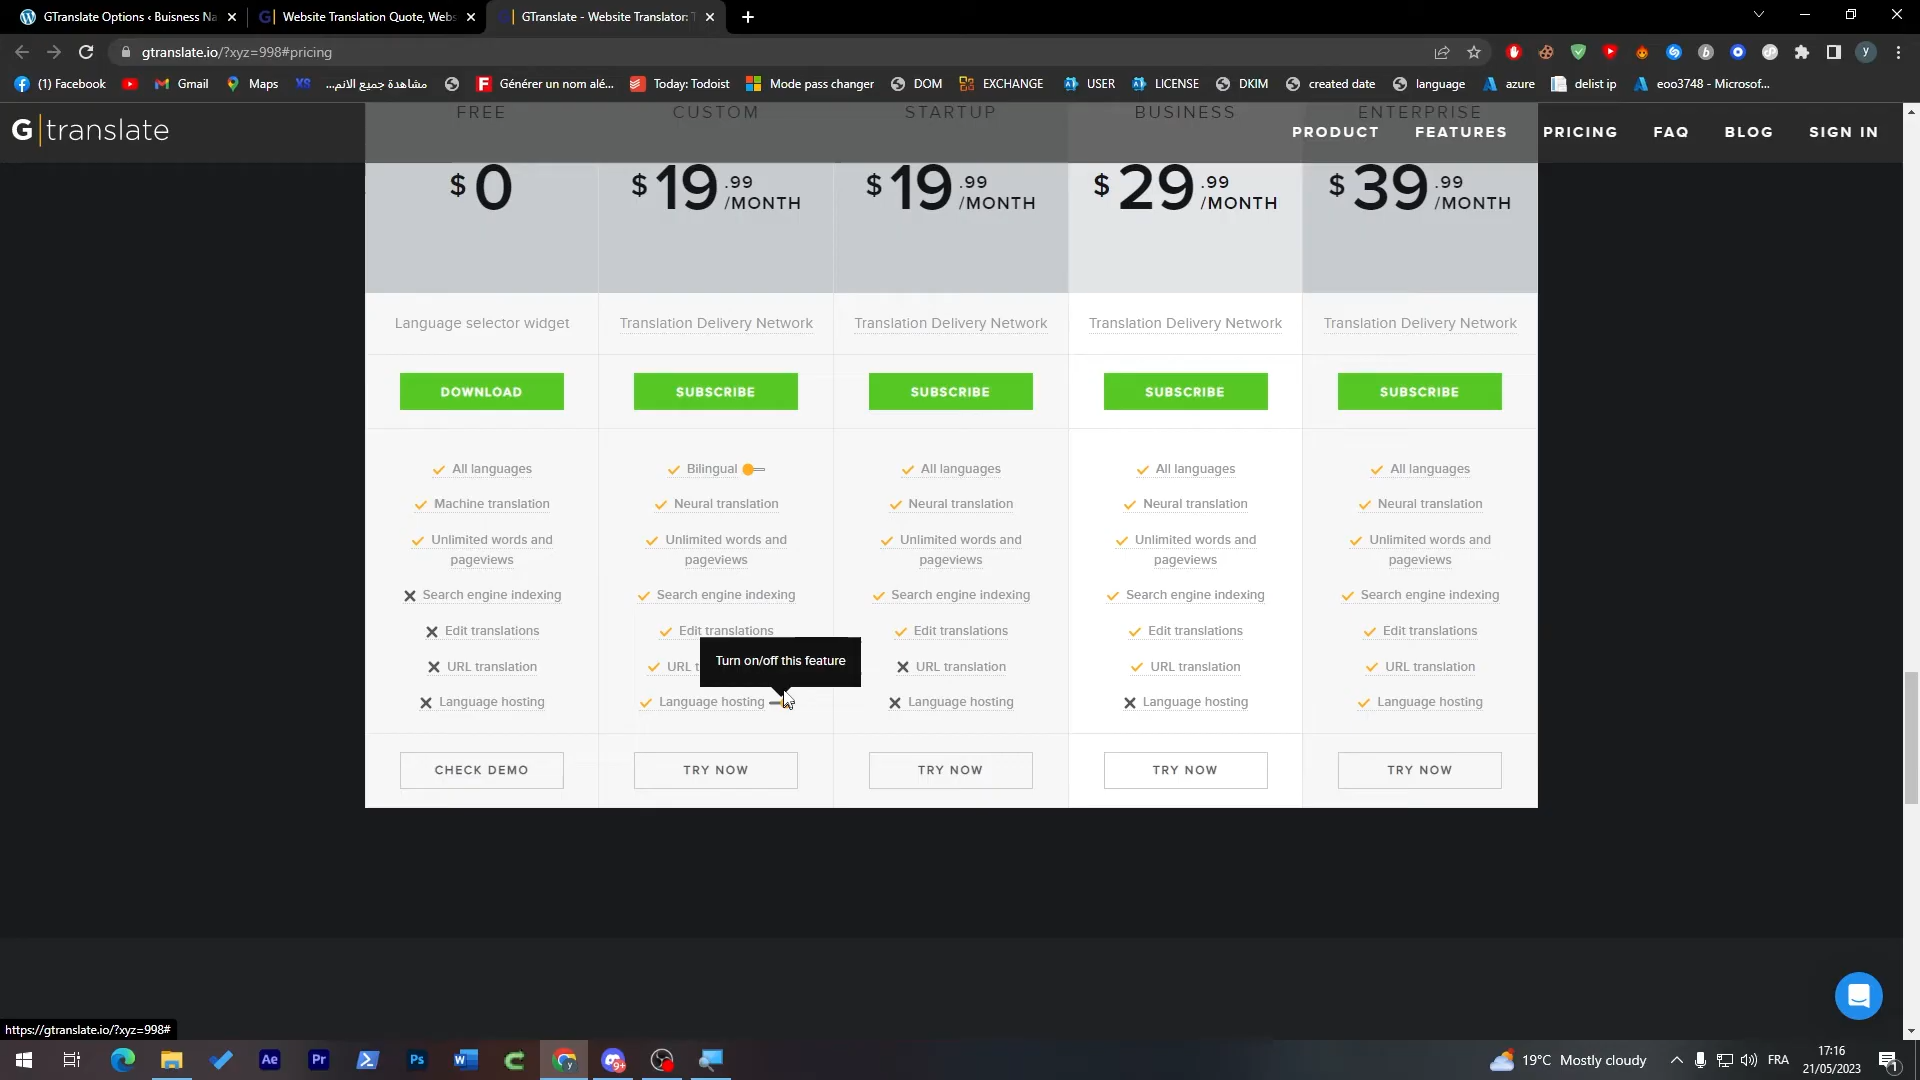 GTranslate Options ‹ Buisness Na
Website Translation Quote, Webs
GTranslate - Website Translator: T
gtranslate.io/?xyz=998#pricing
(1) Facebook
Gmail
Maps
XS
مشاهدة جميع الانم...
Générer un nom alé...
Today: Todoist
Mode pass changer
DOM
EXCHANGE
USER
LICENSE
DKIM
created date
language
azure
delist ip
eoo3748 - Microsof...
G translate
PRODUCT
FEATURES
PRICING
FAQ
BLOG
SIGN IN
FREE
CUSTOM
STARTUP
BUSINESS
ENTERPRISE
$0
$19.99/MONTH
$19.99/MONTH
$29.99/MONTH
$39.99/MONTH
Language selector widget
Translation Delivery Network
Translation Delivery Network
Translation Delivery Network
Translation Delivery Network
DOWNLOAD
SUBSCRIBE
SUBSCRIBE
SUBSCRIBE
SUBSCRIBE
All languages
Bilingual
All languages
All languages
All languages
Machine translation
Neural translation
Neural translation
Neural translation
Neural translation
Unlimited words and
pageviews
Unlimited words and
pageviews
Unlimited words and
pageviews
Unlimited words and
pageviews
Unlimited words and
pageviews
Search engine indexing
Search engine indexing
Search engine indexing
Search engine indexing
Search engine indexing
Edit translations
Edit translations
Edit translations
Edit translations
Edit translations
Turn on/off this feature
URL translation
URL t
URL translation
URL translation
URL translation
Language hosting
Language hosting
Language hosting
Language hosting
Language hosting
CHECK DEMO
TRY NOW
TRY NOW
TRY NOW
TRY NOW
https://gtranslate.io/?xyz=998#
Ae
Pr
Ps
19°C Mostly cloudy
FRA
17:16
21/05/2023